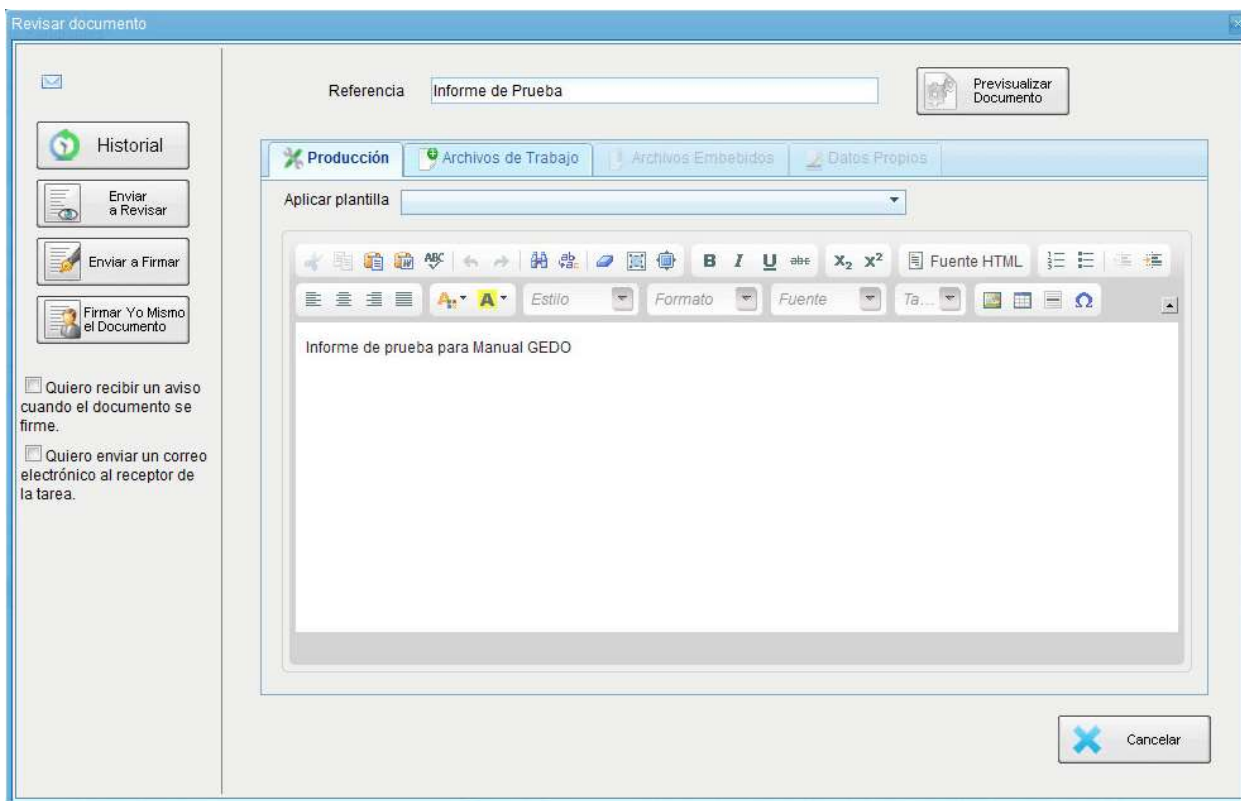 Revisar documento
Historial
Enviar
a Revisar
Enviar a Firmar
Firmar Yo Mismo
el Documento
Quiero recibir un aviso
cuando el documento se
firme.
Quiero enviar un correo
electrónico al receptor de
la tarea.
Referencia Informe de Prueba
Previsualizar
Documento
Producción Archivos de Trabajo Archivos Embebidos Datos Propios
Aplicar plantilla
ABC B I U abc X₂ X² Fuente HTML
A A Estilo Formato Fuente Ta... Ω
Informe de prueba para Manual GEDO
Cancelar